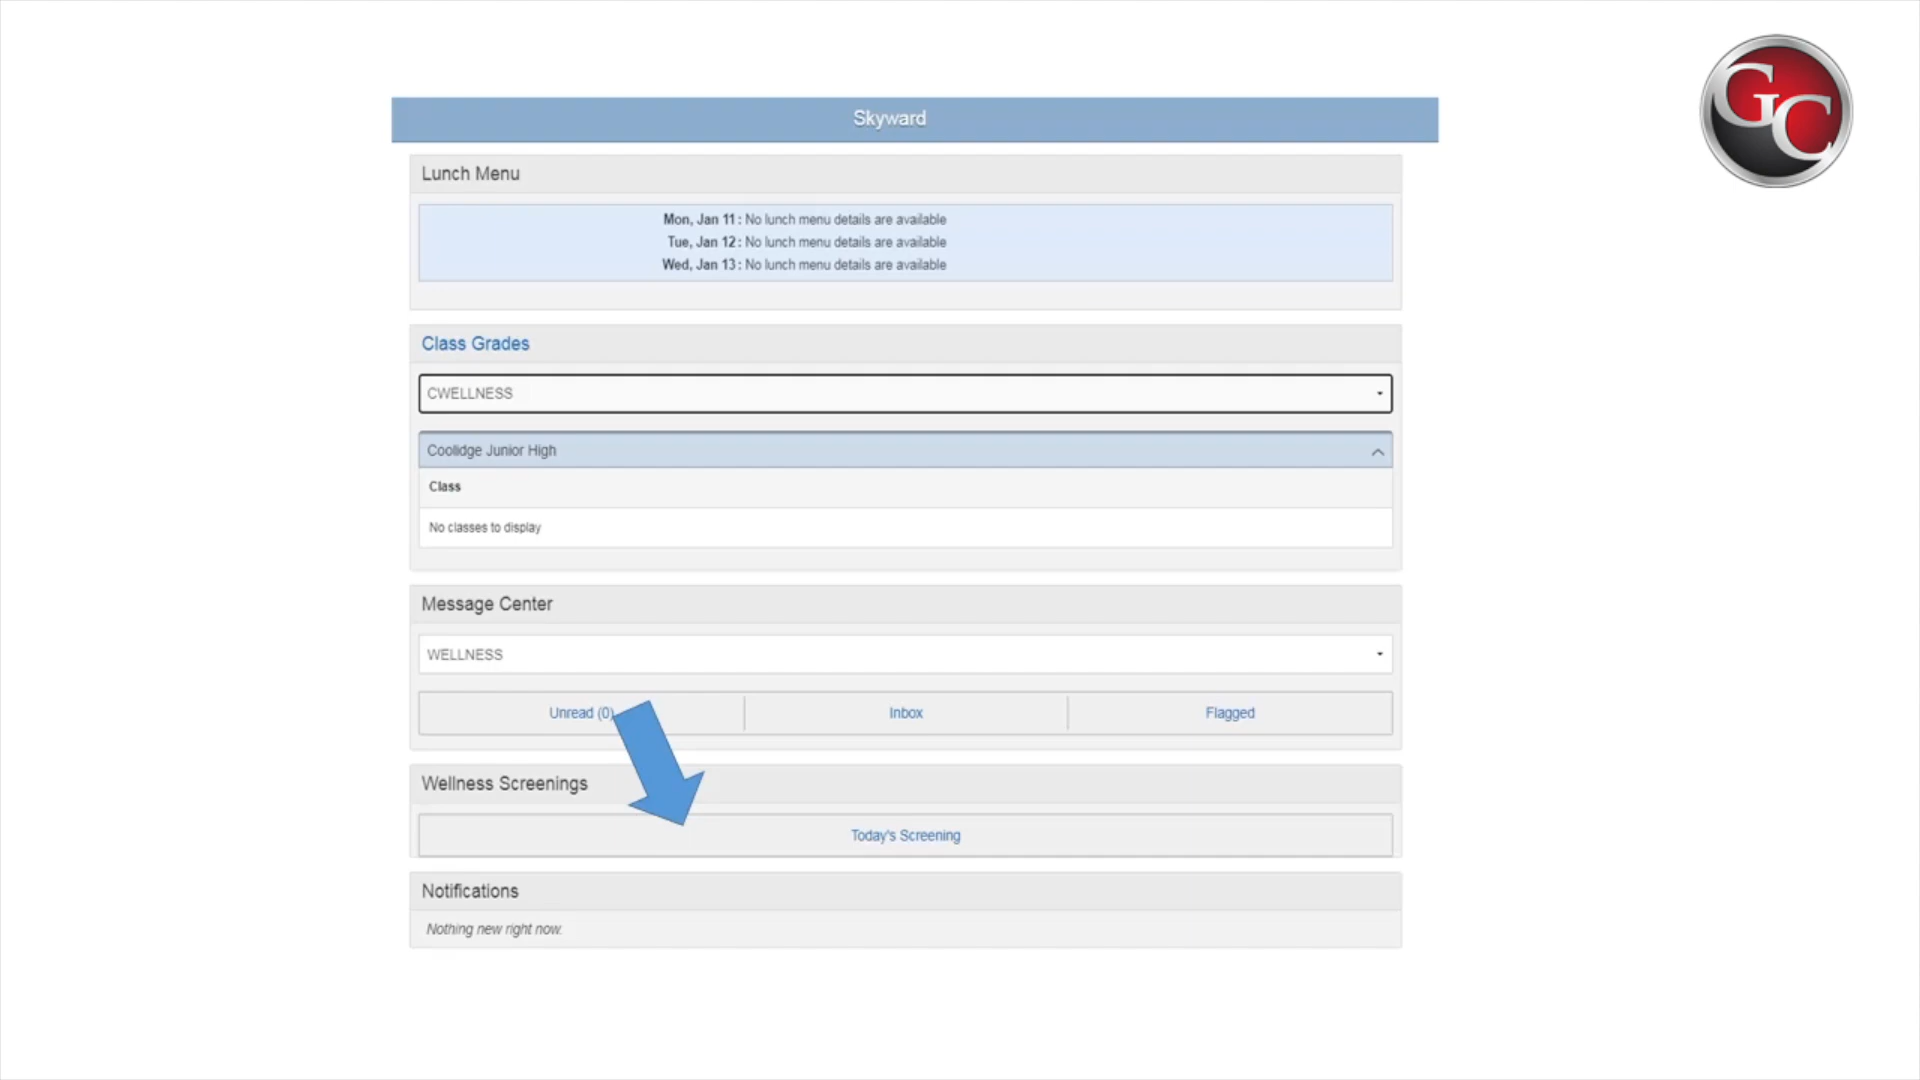 GC
Skyward
Lunch Menu
Mon, Jan 11: No lunch menu details are available
Tue, Jan 12: No lunch menu details are available
Wed, Jan 13: No lunch menu details are available
Class Grades
CWELLNESS
Coolidge Junior High
Class
No classes to display
Message Center
WELLNESS
Unread (0) Inbox Flagged
Wellness Screenings
Today's Screening
Notifications
Nothing new right now.